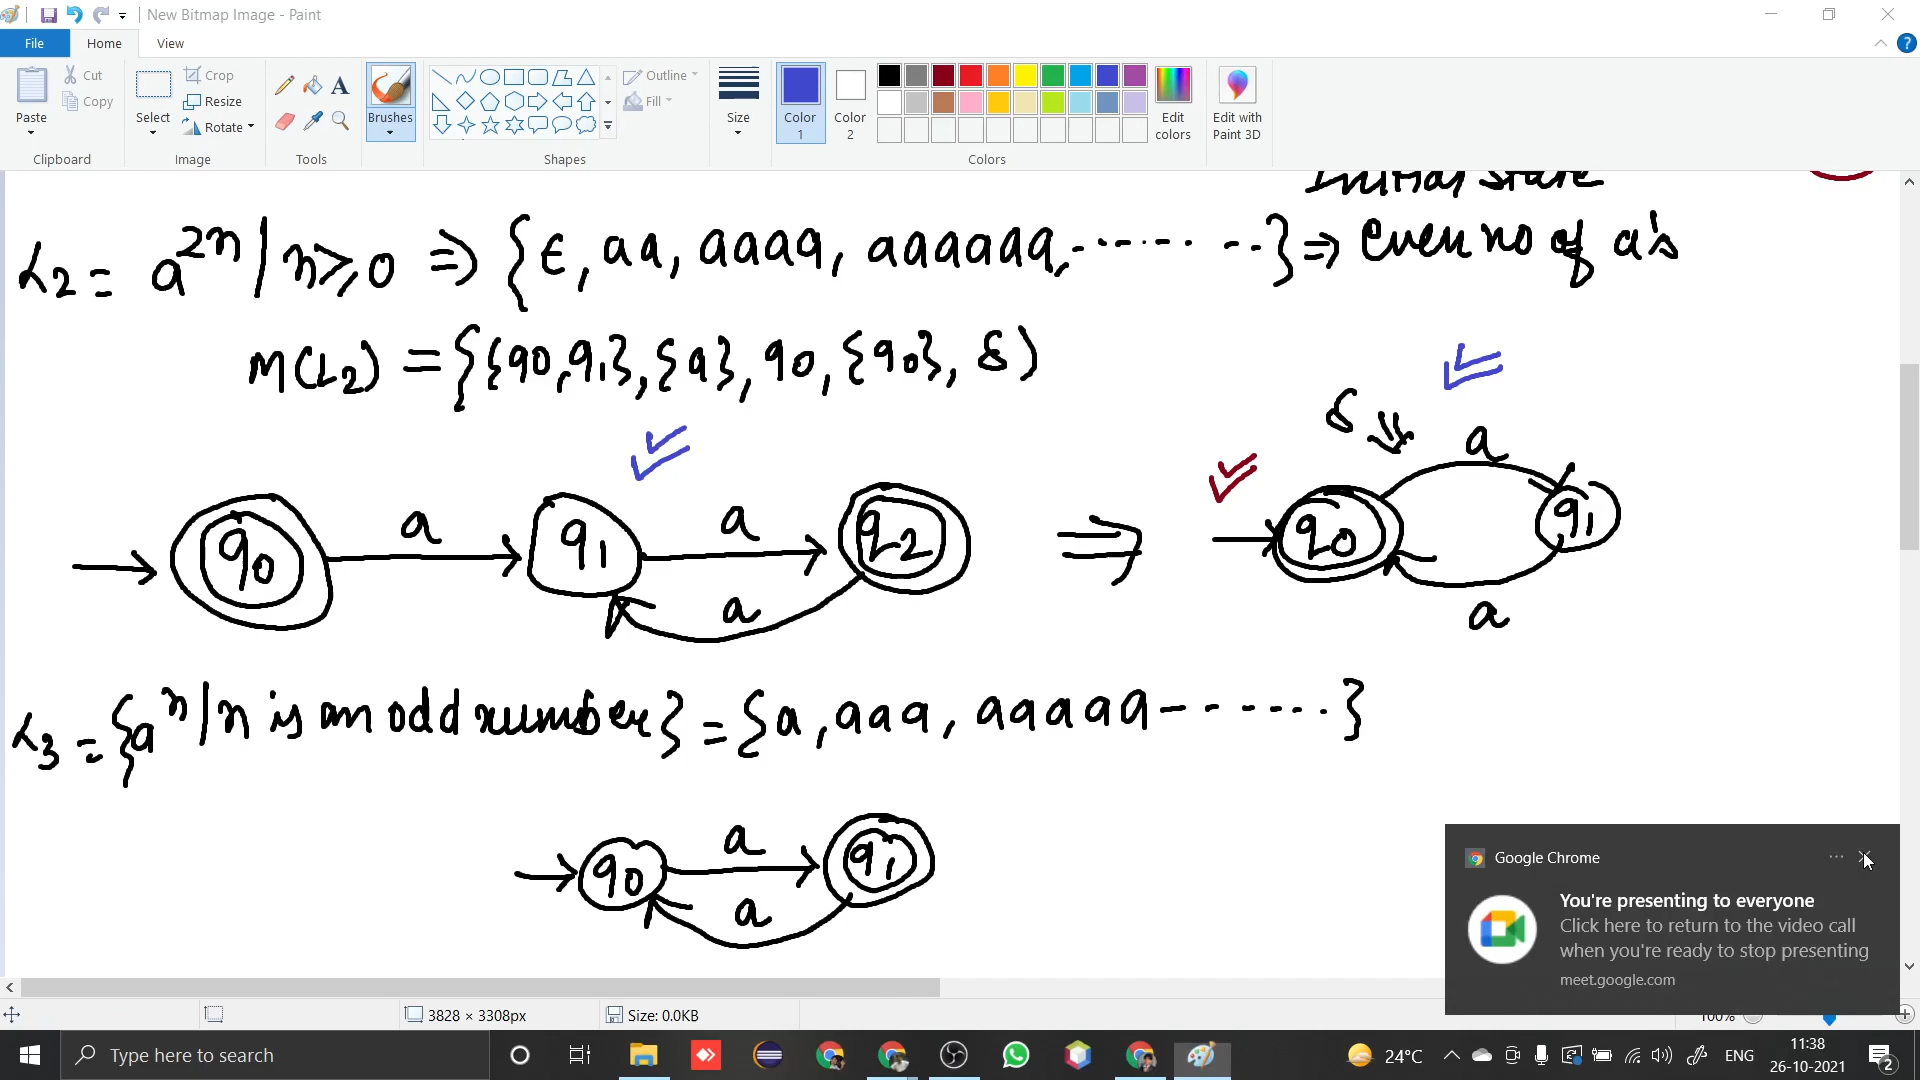 New Bitmap Image - Paint
File Home View
Cut
Copy
Paste
Clipboard
Select
Crop
Resize
Rotate
Image
Tools
Brushes
Shapes
Outline
Fill
Size
Color 1
Color 2
Edit colors
Edit with Paint 3D
Colors
Initial state
L2 = a^2n | n ≥ 0 ⇒ { ϵ, aa, aaaa, aaaaaa, ......... } ⇒ even no of a's
M(L2) = {{q0, q1}, {a}, q0, {q0}, δ)
δ
a
q0 a q1 a q2 ⇒ q0 q1
a
a
L3 = {a^n | n is an odd number} = {a, aaa, aaaaa - - - - - - }
q0 a q1
a
Google Chrome
You're presenting to everyone
Click here to return to the video call
when you're ready to stop presenting
meet.google.com
3828 × 3308px
Size: 0.0KB
100%
Type here to search
24°C
ENG
11:38
26-10-2021
2